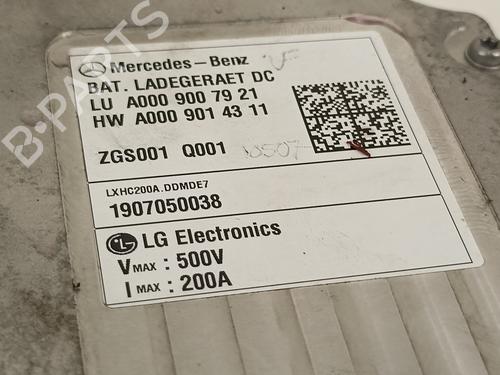 Mercedes-Benz
BAT. LADEGERAET DC
LU A000 900 79 21
HW A000 901 43 11
ZGS001 Q001
LXHC200A.DDMDE7
1907050038
LG Electronics
VMAX : 500V
IMAX : 200A
B-PARTS